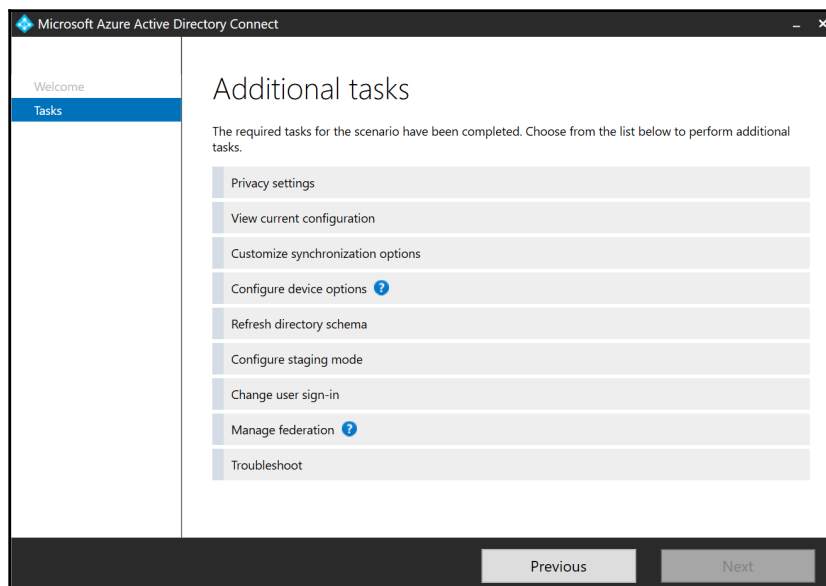 Microsoft Azure Active Directory Connect
Welcome
Tasks
Additional tasks
The required tasks for the scenario have been completed. Choose from the list below to perform additional
tasks.
Privacy settings
View current configuration
Customize synchronization options
Configure device options ?
Refresh directory schema
Configure staging mode
Change user sign-in
Manage federation ?
Troubleshoot
Previous
Next